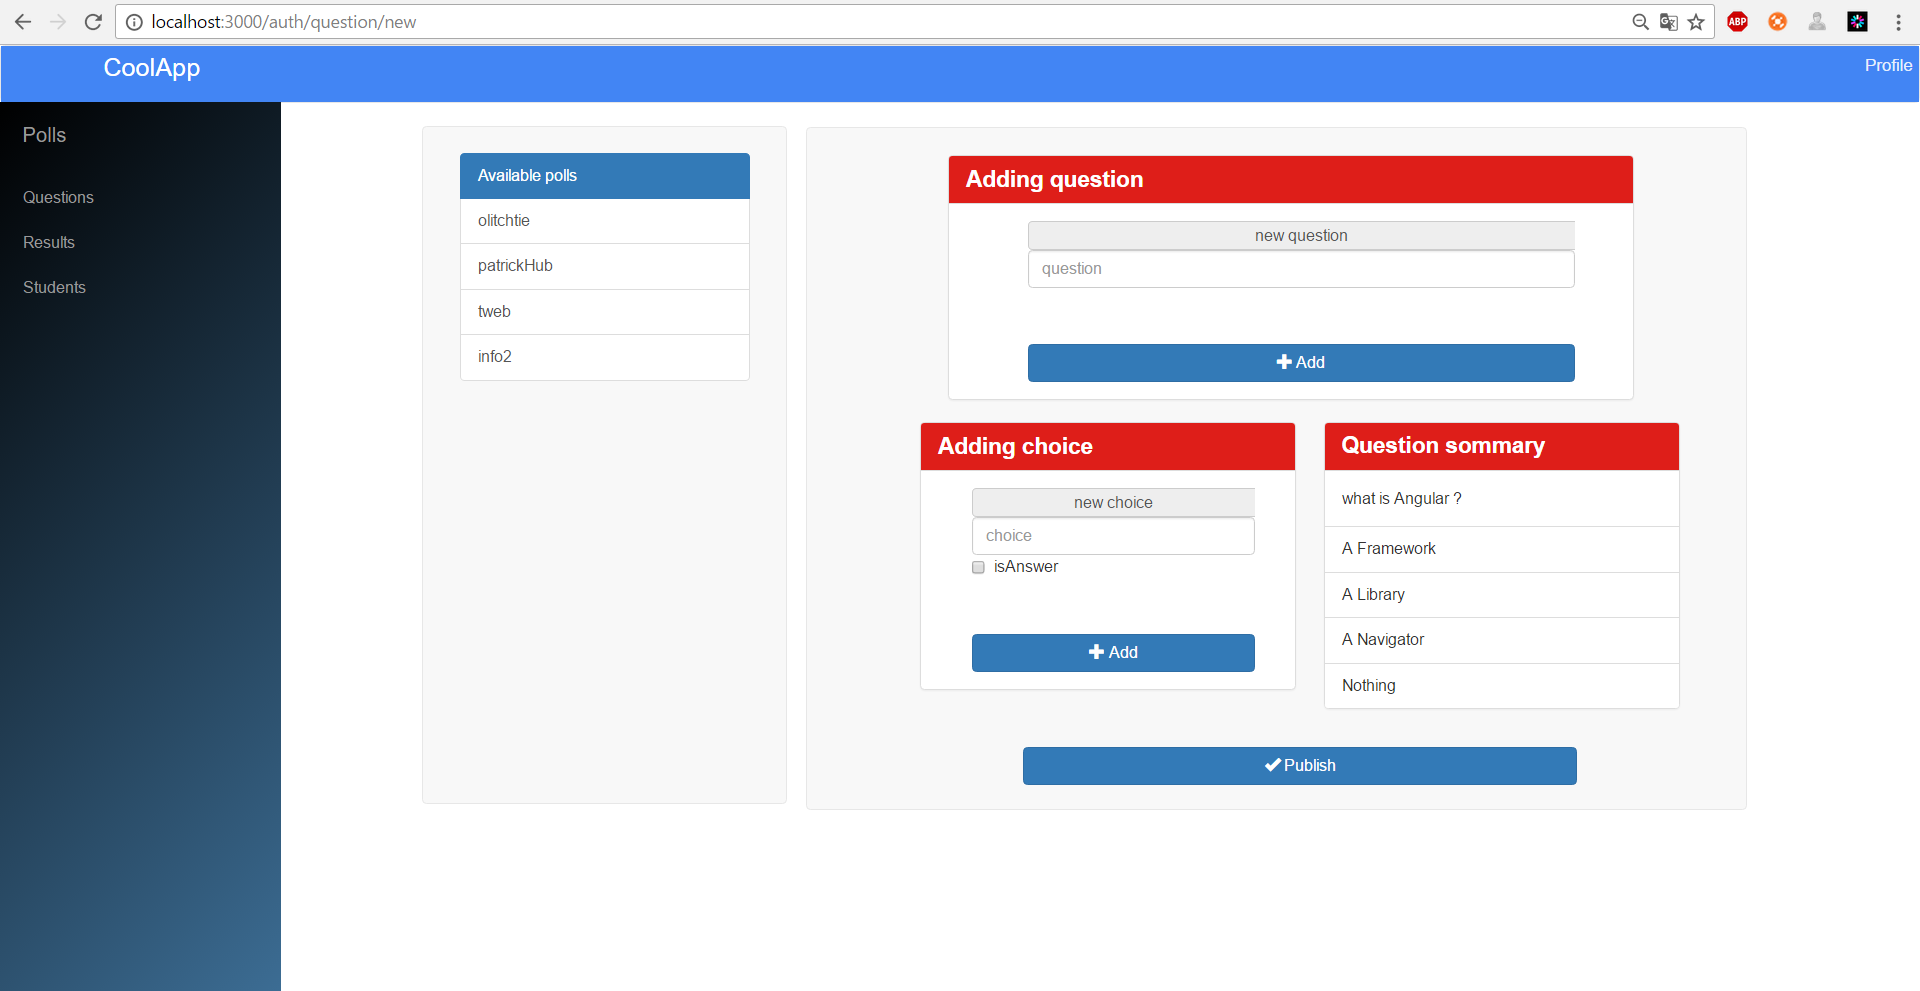 localhost:3000/auth/question/new
ABP
CoolApp
Profile
Polls
Questions
Results
Students
Available polls
olitchtie
patrickHub
tweb
info2
Adding question
new question
question
Add
Adding choice
new choice
choice
isAnswer
Add
Question sommary
what is Angular ?
A Framework
A Library
A Navigator
Nothing
Publish